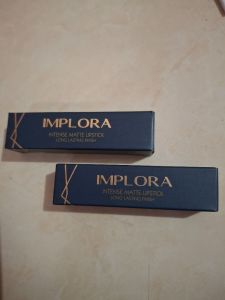 IMPLORA
INTENSE MATTE LIPSTICK
LONG LASTING FINISH
IMPLORA
INTENSE MATTE LIPSTICK
LONG LASTING FINISH